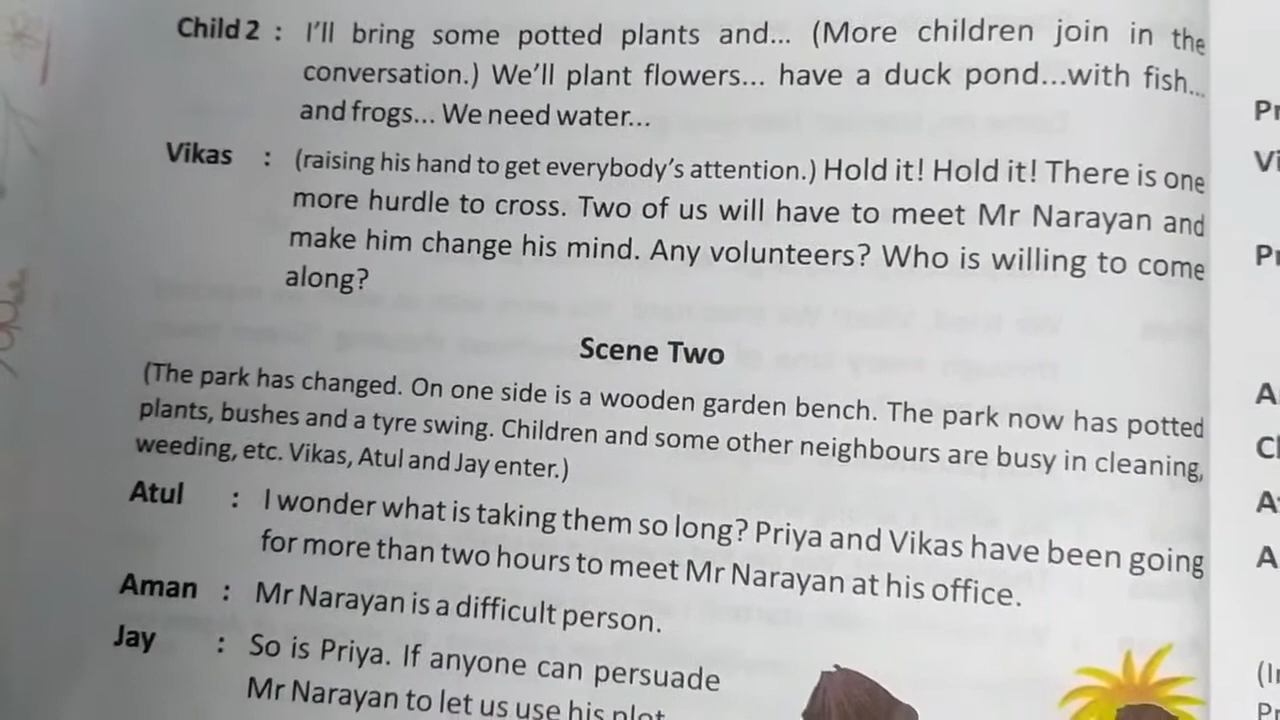 Child 2 : I'll bring some potted plants and... (More children join in the
conversation.) We'll plant flowers... have a duck pond...with fish...
and frogs... We need water...
Vikas : (raising his hand to get everybody's attention.) Hold it! Hold it! There is one
more hurdle to cross. Two of us will have to meet Mr Narayan and
make him change his mind. Any volunteers? Who is willing to come
along?
Scene Two
(The park has changed. On one side is a wooden garden bench. The park now has potted
plants, bushes and a tyre swing. Children and some other neighbours are busy in cleaning,
weeding, etc. Vikas, Atul and Jay enter.)
Atul : I wonder what is taking them so long? Priya and Vikas have been going
for more than two hours to meet Mr Narayan at his office.
Aman : Mr Narayan is a difficult person.
Jay : So is Priya. If anyone can persuade
Mr Narayan to let us use his plot